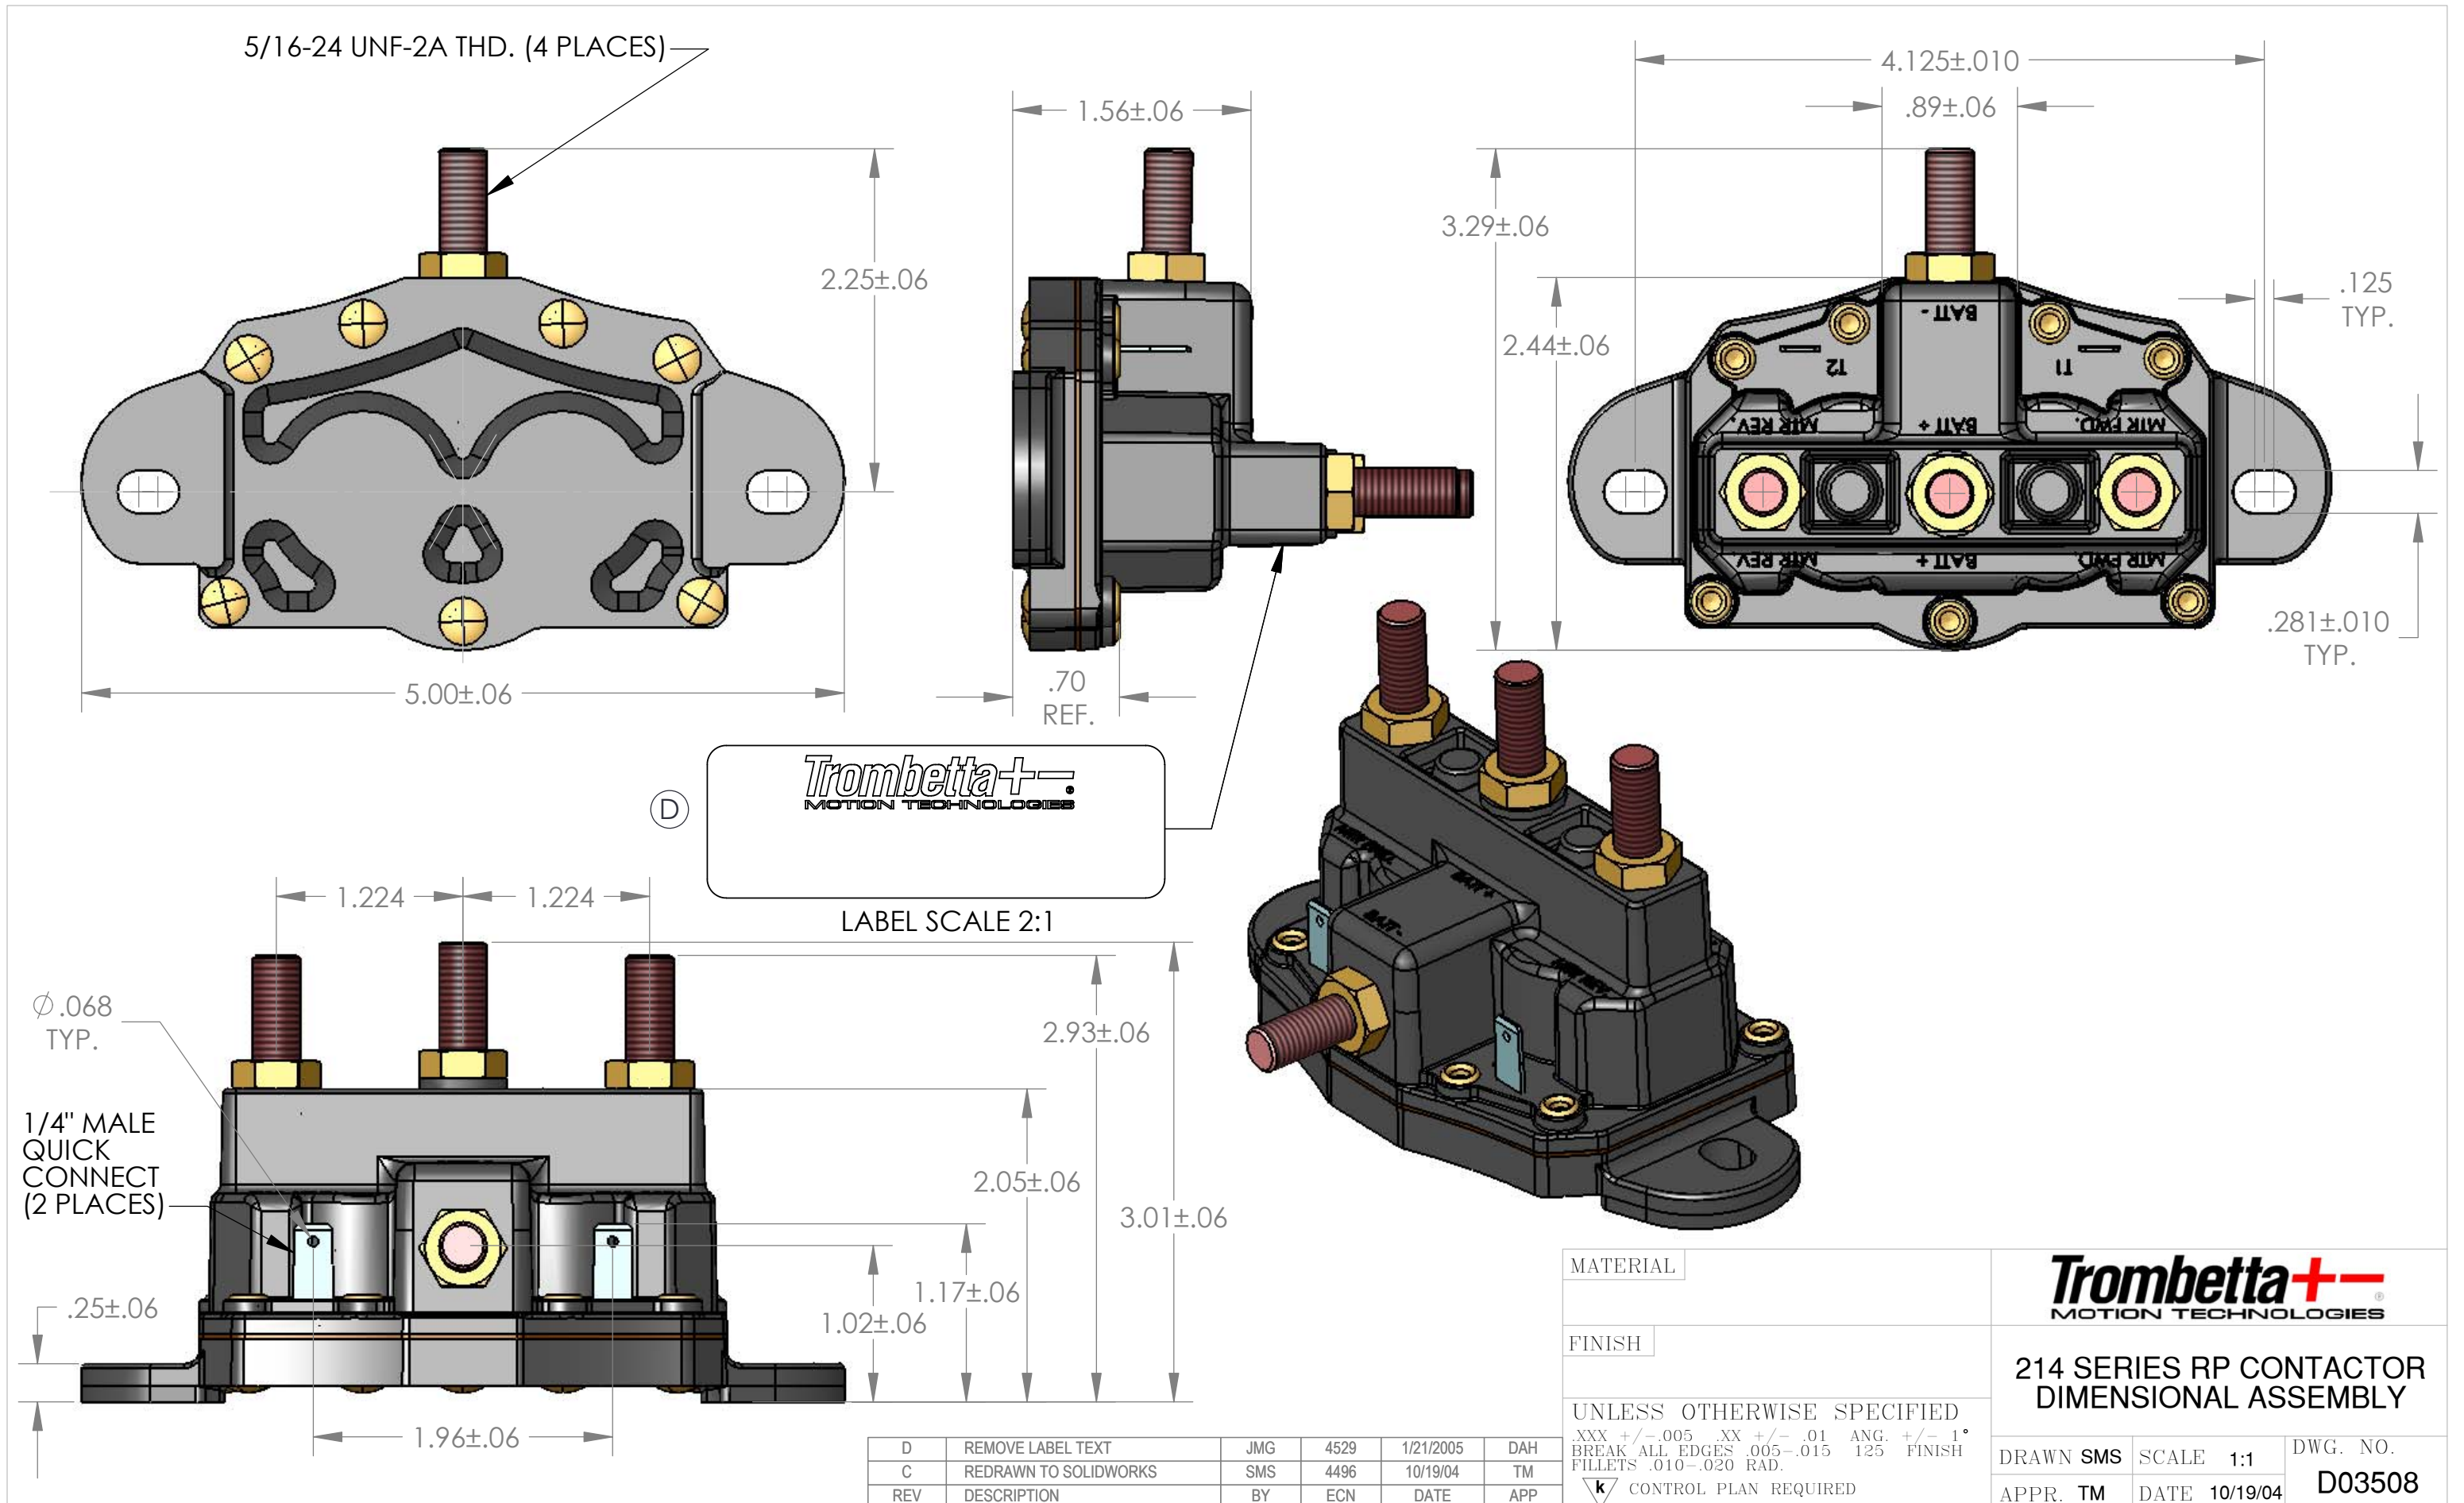 5/16-24 UNF-2A THD. (4 PLACES)
2.25±.06
5.00±.06
1.56±.06
.70
REF.
4.125±.010
.89±.06
3.29±.06
2.44±.06
.125
TYP.
.281±.010
TYP.
BATT -
T2
T1
MTR REV.
BATT +
MTR FWD.
MTR REV
BATT +
MTR FWD.
D
Trombetta+-
MOTION TECHNOLOGIES
LABEL SCALE 2:1
1.224
1.224
Ø.068
TYP.
1/4" MALE
QUICK
CONNECT
(2 PLACES)
.25±.06
1.96±.06
1.02±.06
1.17±.06
2.05±.06
2.93±.06
3.01±.06
BATT +
BATT -
MATERIAL
FINISH
UNLESS OTHERWISE SPECIFIED
.XXX +/-.005 .XX +/- .01 ANG. +/- 1°
BREAK ALL EDGES .005-.015 125 FINISH
FILLETS .010-.020 RAD.
k CONTROL PLAN REQUIRED
Trombetta+-
MOTION TECHNOLOGIES
214 SERIES RP CONTACTOR
DIMENSIONAL ASSEMBLY
DRAWN SMS SCALE 1:1 DWG. NO.
APPR. TM DATE 10/19/04 D03508
D REMOVE LABEL TEXT JMG 4529 1/21/2005 DAH
C REDRAWN TO SOLIDWORKS SMS 4496 10/19/04 TM
REV DESCRIPTION BY ECN DATE APP